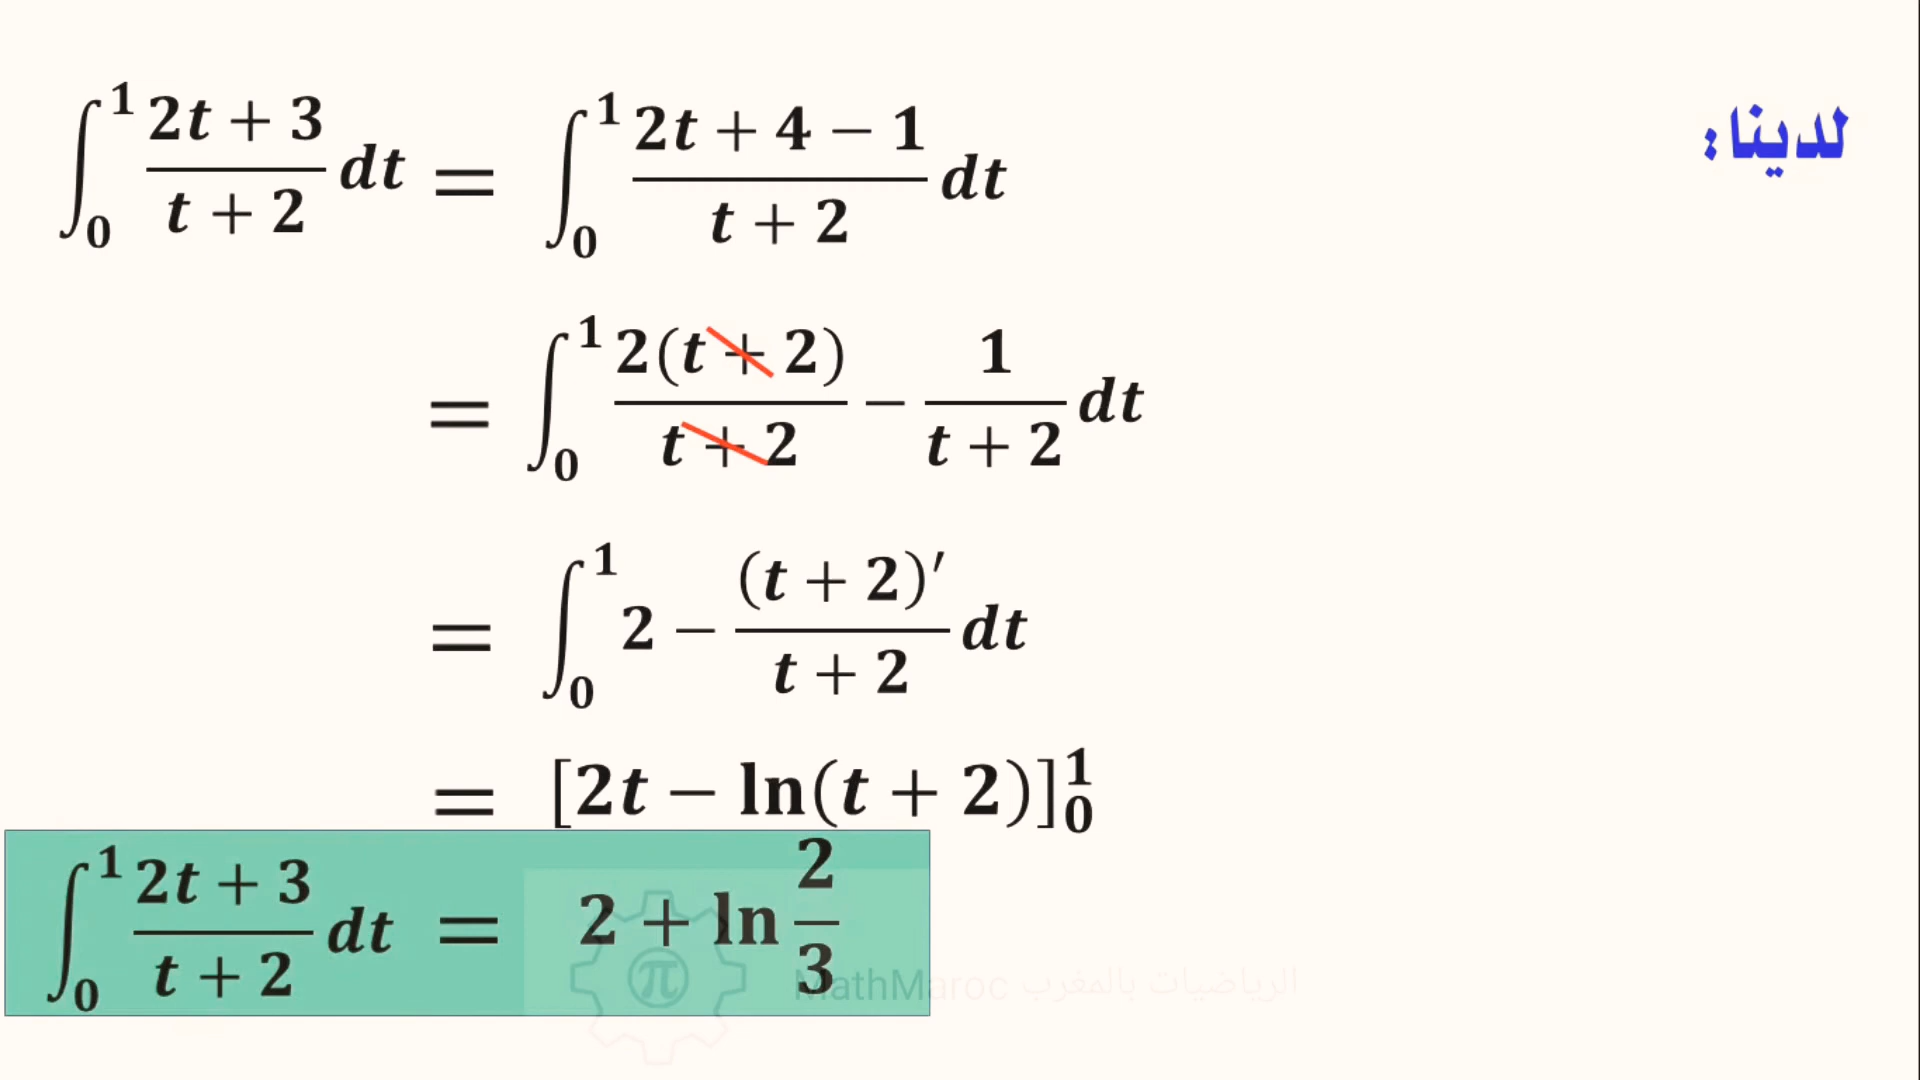 لدينا:
∫₀¹ (2t + 3)/(t + 2) dt = ∫₀¹ (2t + 4 − 1)/(t + 2) dt
= ∫₀¹ 2(t + 2)/(t + 2) − 1/(t + 2) dt
= ∫₀¹ 2 − (t + 2)′/(t + 2) dt
= [2t − ln(t + 2)]₀¹
∫₀¹ (2t + 3)/(t + 2) dt = 2 + ln 2/3
π MathMaroc الرياضيات بالمغرب